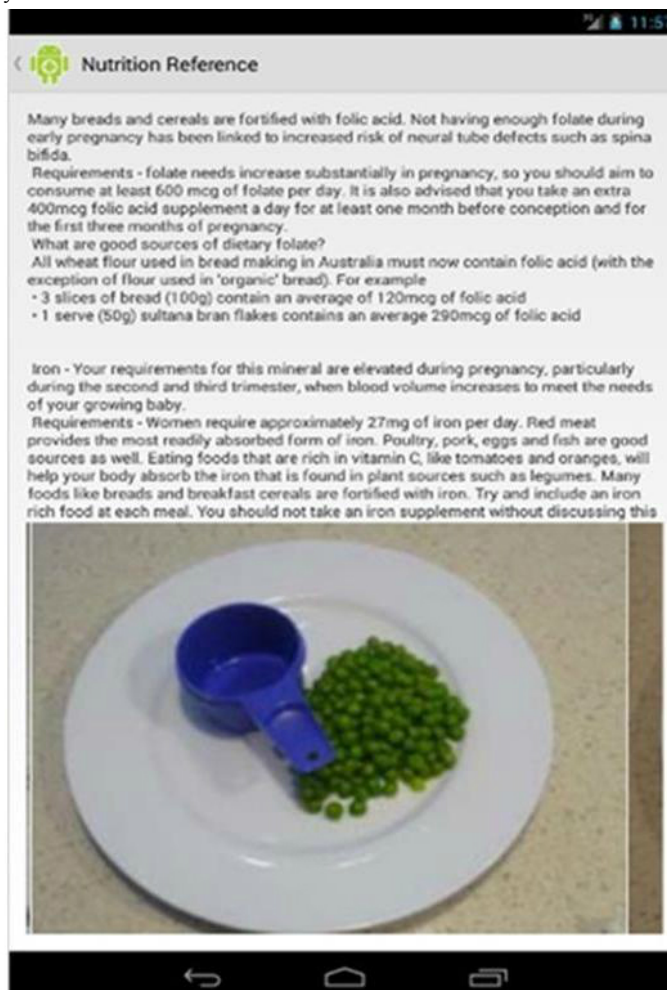 11:57
Nutrition Reference
Many breads and cereals are fortified with folic acid. Not having enough folate during
early pregnancy has been linked to increased risk of neural tube defects such as spina
bifida.
Requirements - folate needs increase substantially in pregnancy, so you should aim to
consume at least 600 mcg of folate per day. It is also advised that you take an extra
400mcg folic acid supplement a day for at least one month before conception and for
the first three months of pregnancy.
What are good sources of dietary folate?
All wheat flour used in bread making in Australia must now contain folic acid (with the
exception of flour used in 'organic' bread). For example
• 3 slices of bread (100g) contain an average of 120mcg of folic acid
• 1 serve (50g) sultana bran flakes contains an average 290mcg of folic acid
Iron - Your requirements for this mineral are elevated during pregnancy, particularly
during the second and third trimester, when blood volume increases to meet the needs
of your growing baby.
Requirements - Women require approximately 27mg of iron per day. Red meat
provides the most readily absorbed form of iron. Poultry, pork, eggs and fish are good
sources as well. Eating foods that are rich in vitamin C, like tomatoes and oranges, will
help your body absorb the iron that is found in plant sources such as legumes. Many
foods like breads and breakfast cereals are fortified with iron. Try and include an iron
rich food at each meal. You should not take an iron supplement without discussing this